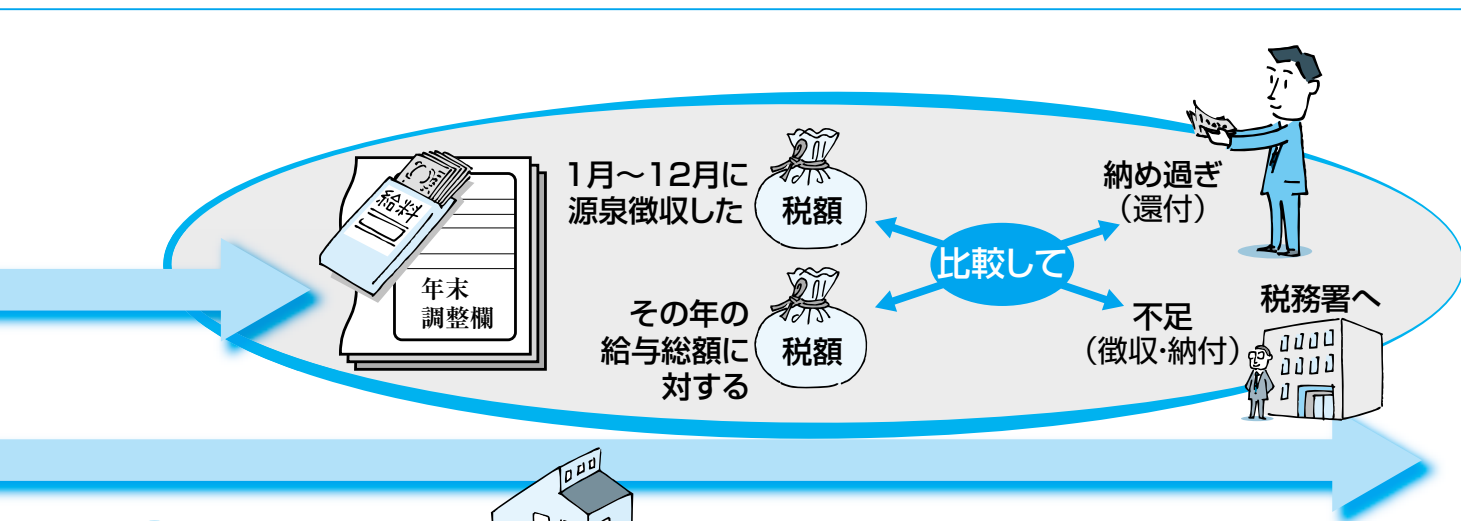 給料
年末
調整欄
1月～12月に
源泉徴収した
税額
その年の
給与総額に
対する
税額
比較して
納め過ぎ
（還付）
不足
（徴収・納付）
税務署へ